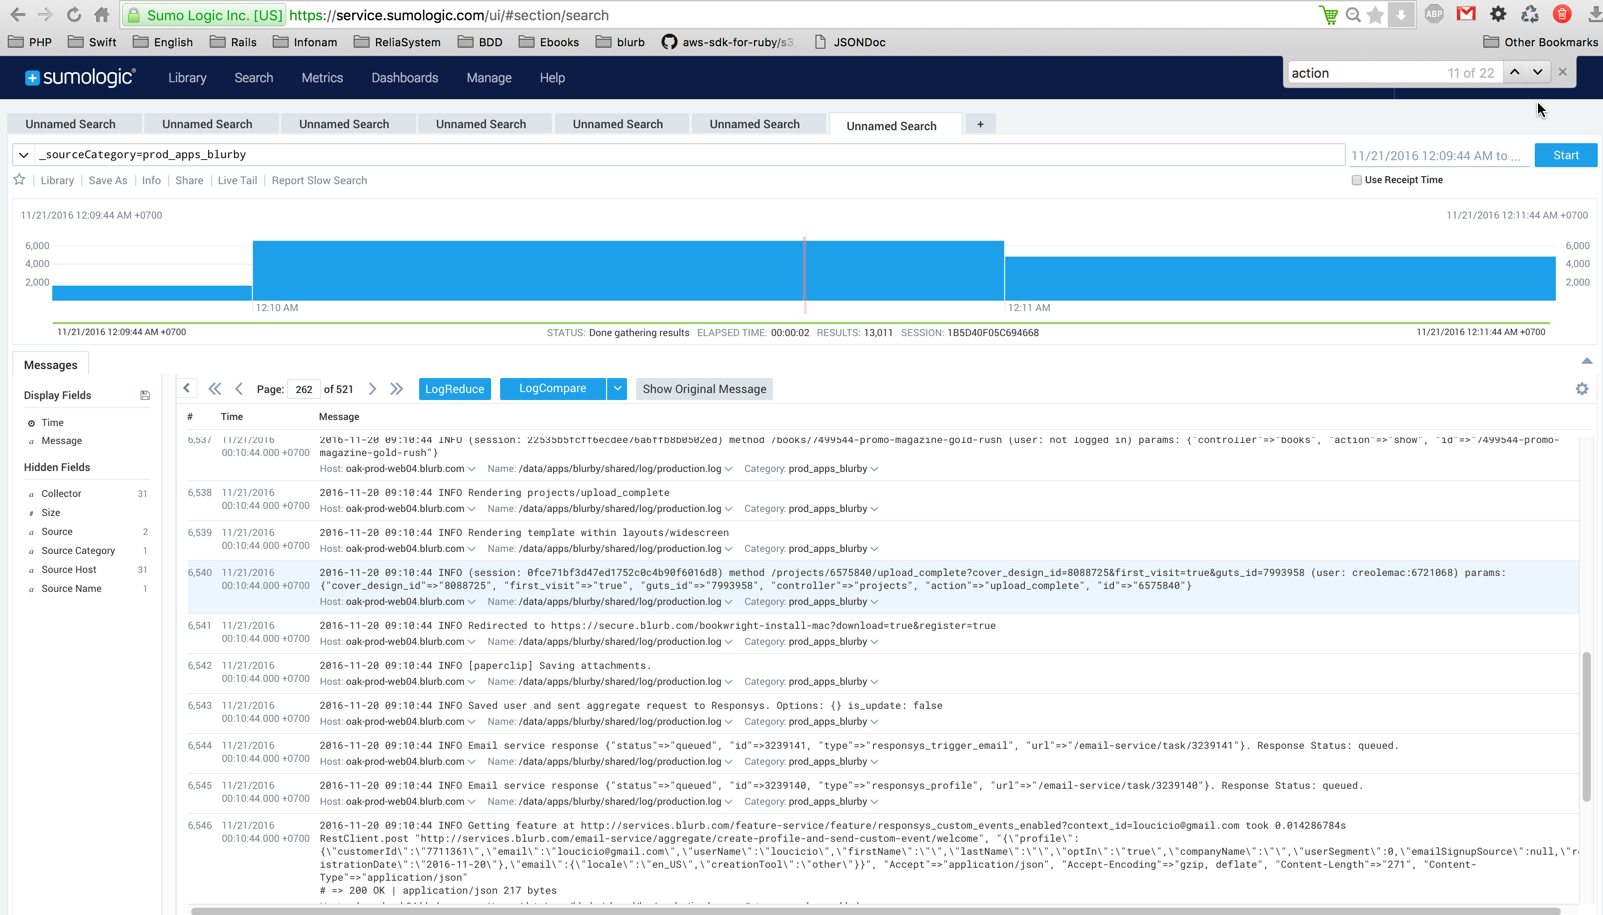 Sumo Logic Inc. [US] https://service.sumologic.com/ui/#section/search
ABP
PHP Swift English Rails Infonam ReliaSystem BDD Ebooks blurb aws-sdk-for-ruby/s3 JSONDoc Other Bookmarks
sumologic Library Search Metrics Dashboards Manage Help
action 11 of 22
Unnamed Search Unnamed Search Unnamed Search Unnamed Search Unnamed Search Unnamed Search Unnamed Search +
_sourceCategory=prod_apps_blurby 11/21/2016 12:09:44 AM to ... Start
Library | Save As | Info | Share | Live Tail | Report Slow Search Use Receipt Time
11/21/2016 12:09:44 AM +0700 11/21/2016 12:11:44 AM +0700
6,000 6,000
4,000 4,000
2,000 2,000
12:10 AM 12:11 AM
11/21/2016 12:09:44 AM +0700 STATUS: Done gathering results ELAPSED TIME: 00:00:02 RESULTS: 13,011 SESSION: 1B5D40F05C694668 11/21/2016 12:11:44 AM +0700
Messages
Display Fields
a Time
a Message
Hidden Fields
a Collector 31
# Size
a Source 2
a Source Category 1
a Source Host 31
a Source Name 1
Page: 262 of 521 LogReduce LogCompare Show Original Message
# Time Message
6,537 11/21/2016 2016-11-20 09:10:44 INFO (session: 22535b5fcff6ecdee76affb8b0502ed) method /books/7499544-promo-magazine-gold-rush (user: not logged in) params: {"controller"=>"books", "action"=>"show", "id"=>"7499544-promo-
00:10:44.000 +0700 magazine-gold-rush"}
Host: oak-prod-web04.blurb.com Name: /data/apps/blurby/shared/log/production.log Category: prod_apps_blurby
6,538 11/21/2016 2016-11-20 09:10:44 INFO Rendering projects/upload_complete
00:10:44.000 +0700 Host: oak-prod-web04.blurb.com Name: /data/apps/blurby/shared/log/production.log Category: prod_apps_blurby
6,539 11/21/2016 2016-11-20 09:10:44 INFO Rendering template within layouts/widescreen
00:10:44.000 +0700 Host: oak-prod-web04.blurb.com Name: /data/apps/blurby/shared/log/production.log Category: prod_apps_blurby
6,540 11/21/2016 2016-11-20 09:10:44 INFO (session: 0fce71bf3d47ed1752c0c4b90f6016d8) method /projects/6575840/upload_complete?cover_design_id=8088725&first_visit=true&guts_id=7993958 (user: creolemac:6721068) params:
00:10:44.000 +0700 {"cover_design_id"=>"8088725", "first_visit"=>"true", "guts_id"=>"7993958", "controller"=>"projects", "action"=>"upload_complete", "id"=>"6575840"}
Host: oak-prod-web04.blurb.com Name: /data/apps/blurby/shared/log/production.log Category: prod_apps_blurby
6,541 11/21/2016 2016-11-20 09:10:44 INFO Redirected to https://secure.blurb.com/bookwright-install-mac?download=true&register=true
00:10:44.000 +0700 Host: oak-prod-web04.blurb.com Name: /data/apps/blurby/shared/log/production.log Category: prod_apps_blurby
6,542 11/21/2016 2016-11-20 09:10:44 INFO [paperclip] Saving attachments.
00:10:44.000 +0700 Host: oak-prod-web04.blurb.com Name: /data/apps/blurby/shared/log/production.log Category: prod_apps_blurby
6,543 11/21/2016 2016-11-20 09:10:44 INFO Saved user and sent aggregate request to Responsys. Options: {} is_update: false
00:10:44.000 +0700 Host: oak-prod-web04.blurb.com Name: /data/apps/blurby/shared/log/production.log Category: prod_apps_blurby
6,544 11/21/2016 2016-11-20 09:10:44 INFO Email service response {"status"=>"queued", "id"=>3239141, "type"=>"responsys_trigger_email", "url"=>"/email-service/task/3239141"}. Response Status: queued.
00:10:44.000 +0700 Host: oak-prod-web04.blurb.com Name: /data/apps/blurby/shared/log/production.log Category: prod_apps_blurby
6,545 11/21/2016 2016-11-20 09:10:44 INFO Email service response {"status"=>"queued", "id"=>3239140, "type"=>"responsys_profile", "url"=>"/email-service/task/3239140"}. Response Status: queued.
00:10:44.000 +0700 Host: oak-prod-web04.blurb.com Name: /data/apps/blurby/shared/log/production.log Category: prod_apps_blurby
6,546 11/21/2016 2016-11-20 09:10:44 INFO Getting feature at http://services.blurb.com/feature-service/feature/responsys_custom_events_enabled?context_id=loucicio@gmail.com took 0.014286784s
00:10:44.000 +0700 RestClient.post "http://services.blurb.com/email-service/aggregate/create-profile-and-send-custom-event/welcome", "{\"profile\":
{\"customerId\":\"7711361\",\"email\":\"loucicio@gmail.com\",\"userName\":\"loucicio\",\"firstName\":\"\",\"lastName\":\"\",\"optIn\":\"true\",\"companyName\":\"\",\"userSegment\":0,\"emailSignupSource\":null,\"re
istrationDate\":\"2016-11-20\"},\"email\":{\"locale\":\"en_US\",\"creationTool\":\"other\"}}", "Accept"=>"application/json", "Accept-Encoding"=>"gzip, deflate", "Content-Length"=>"271", "Content-
Type"=>"application/json"
# => 200 OK | application/json 217 bytes